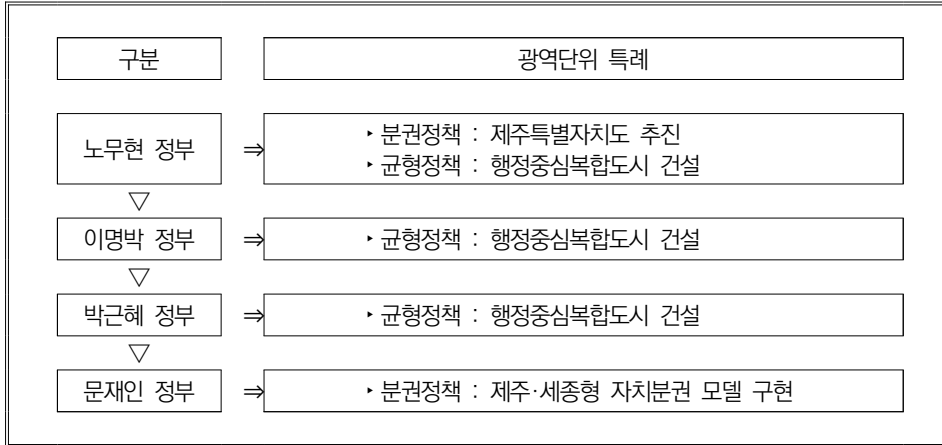 구분 광역단위 특례
노무현 정부 ⇒ ‣ 분권정책 : 제주특별자치도 추진
‣ 균형정책 : 행정중심복합도시 건설
▽
이명박 정부 ⇒ ‣ 균형정책 : 행정중심복합도시 건설
▽
박근혜 정부 ⇒ ‣ 균형정책 : 행정중심복합도시 건설
▽
문재인 정부 ⇒ ‣ 분권정책 : 제주·세종형 자치분권 모델 구현